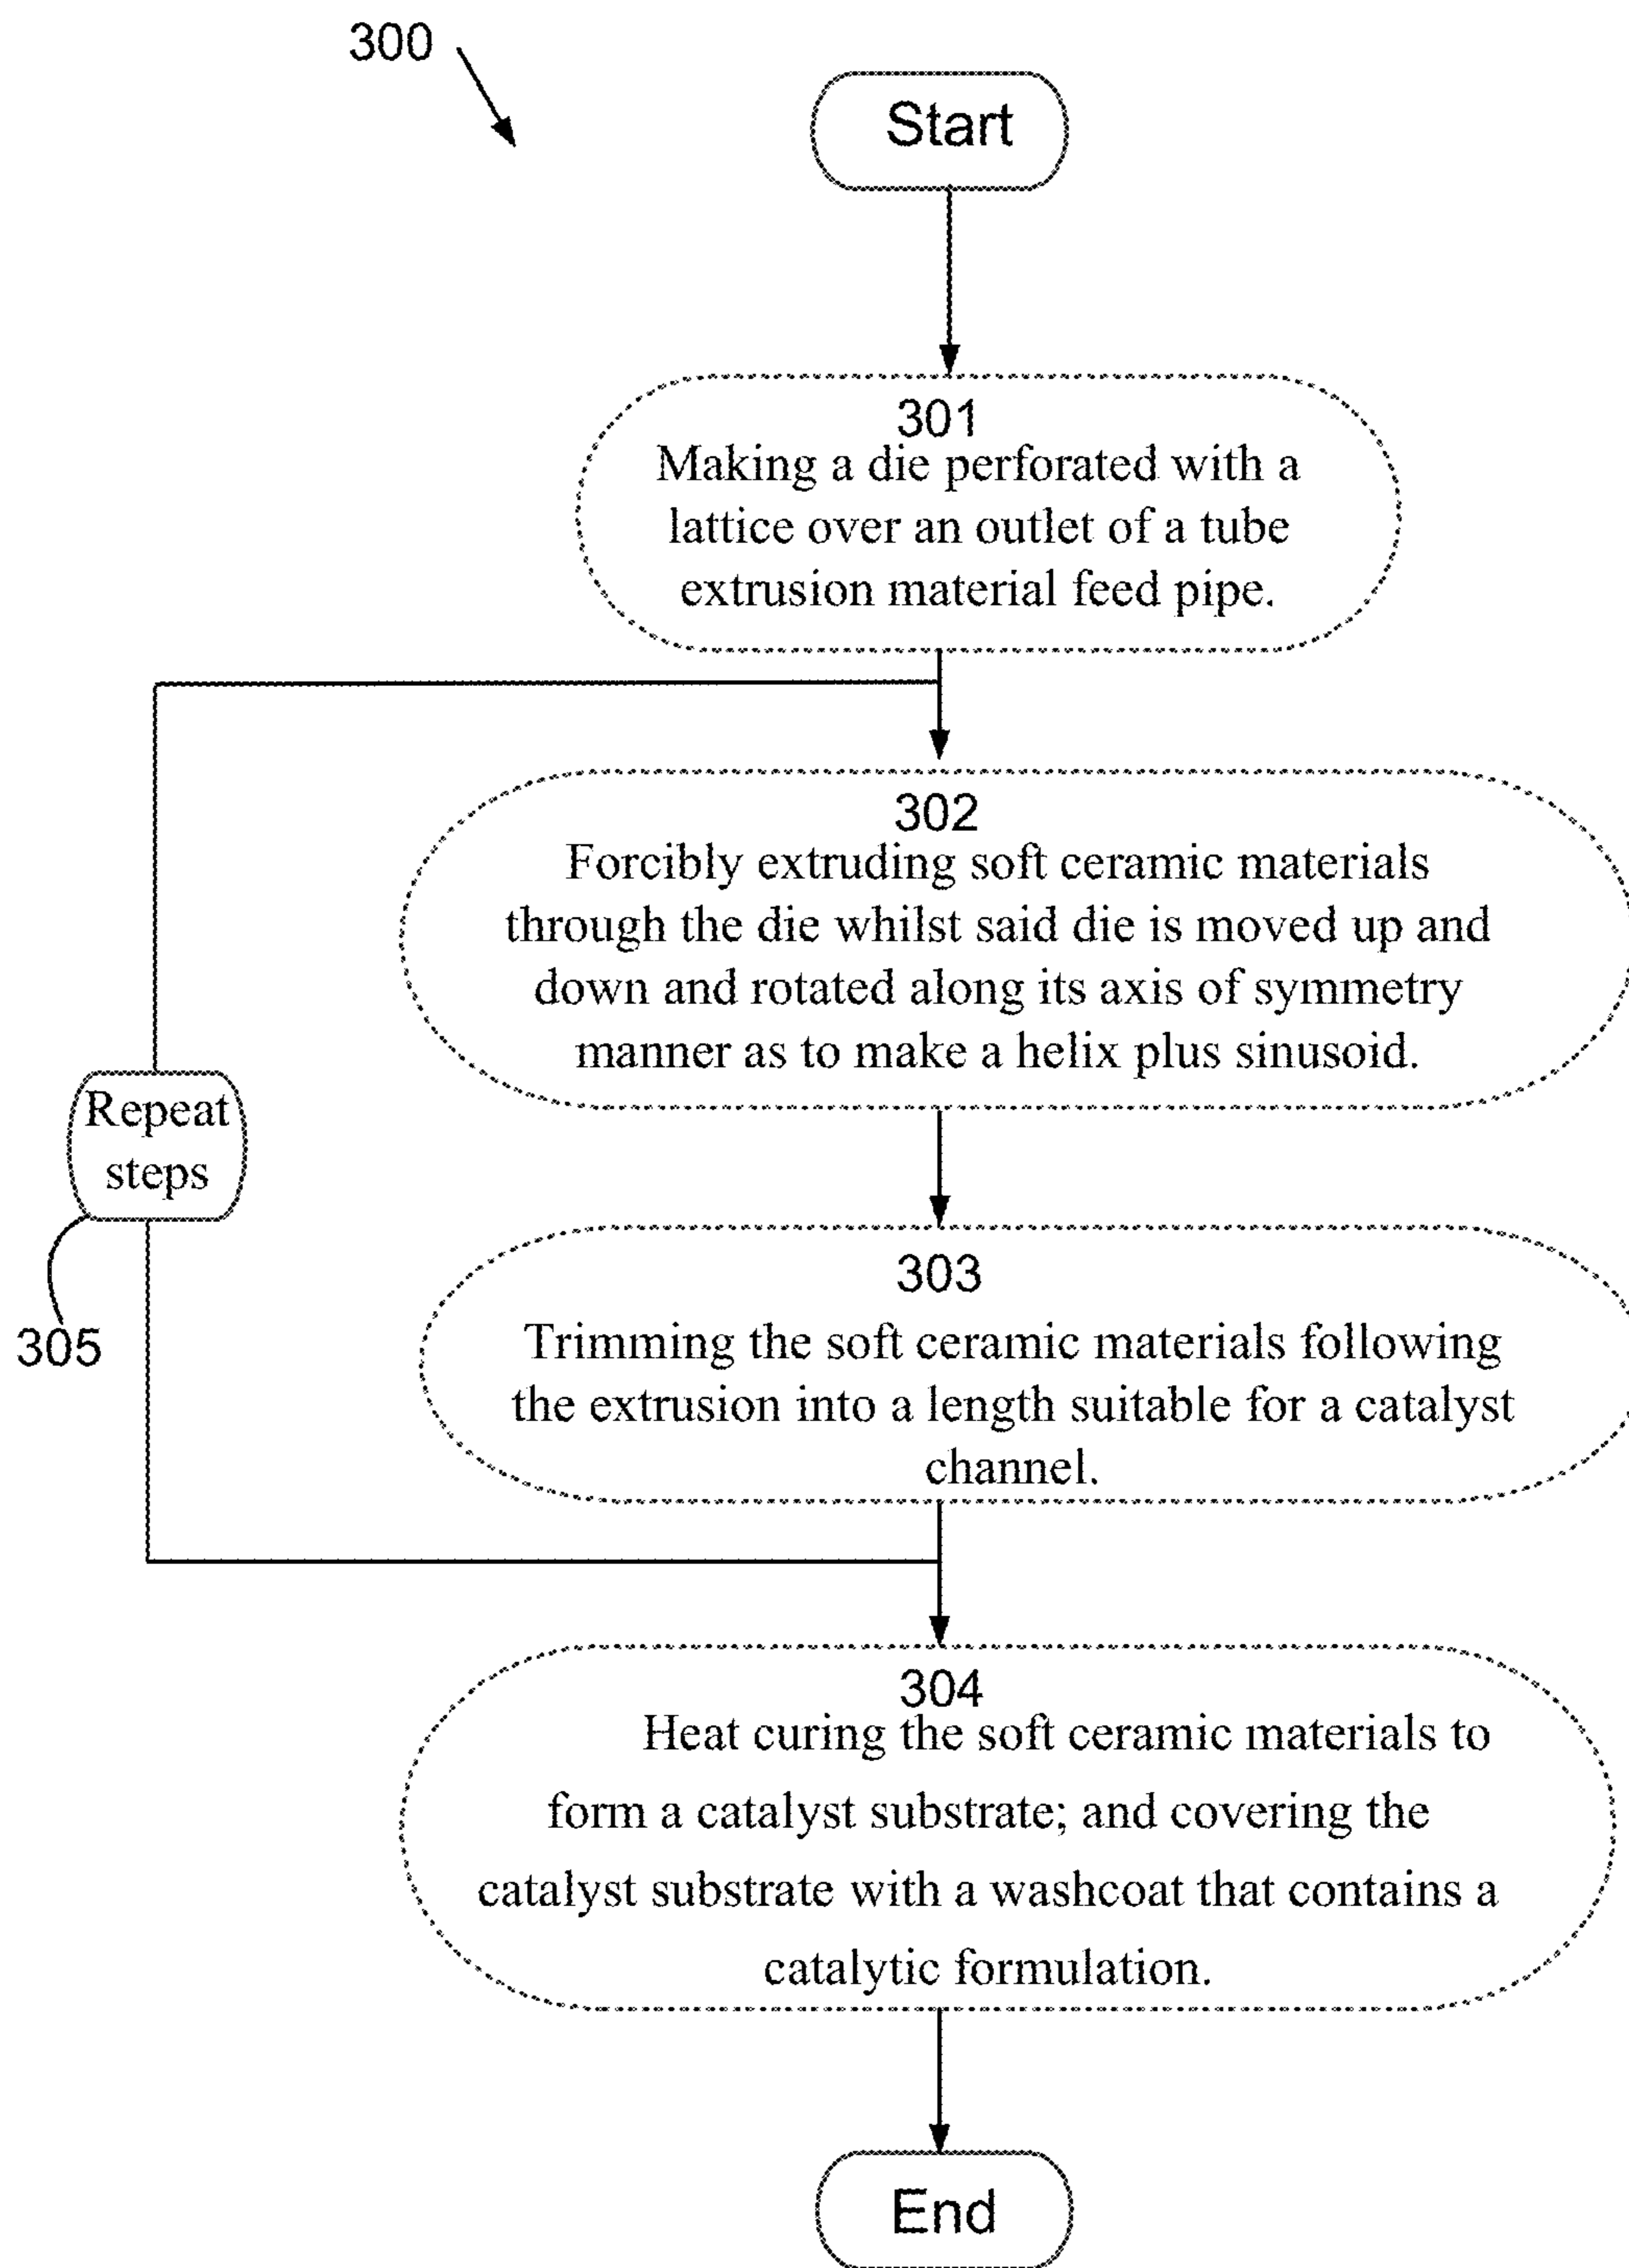 300
Start
301
Making a die perforated with a
lattice over an outlet of a tube
extrusion material feed pipe.
302
Forcibly extruding soft ceramic materials
through the die whilst said die is moved up and
down and rotated along its axis of symmetry
manner as to make a helix plus sinusoid.
Repeat
steps
305
303
Trimming the soft ceramic materials following
the extrusion into a length suitable for a catalyst
channel.
304
Heat curing the soft ceramic materials to
form a catalyst substrate; and covering the
catalyst substrate with a washcoat that contains a
catalytic formulation.
End